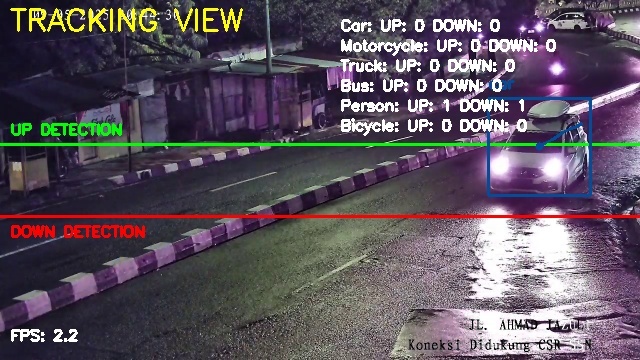 TRACKING VIEW
Car: UP: 0 DOWN: 0
Motorcycle: UP: 0 DOWN: 0
Truck: UP: 0 DOWN: 0
Bus: UP: 0 DOWN: 0
Person: UP: 1 DOWN: 1
Bicycle: UP: 0 DOWN: 0
UP DETECTION
DOWN DETECTION
FPS: 2.2
JL. AHMAD
Koneksi Didukung CSR